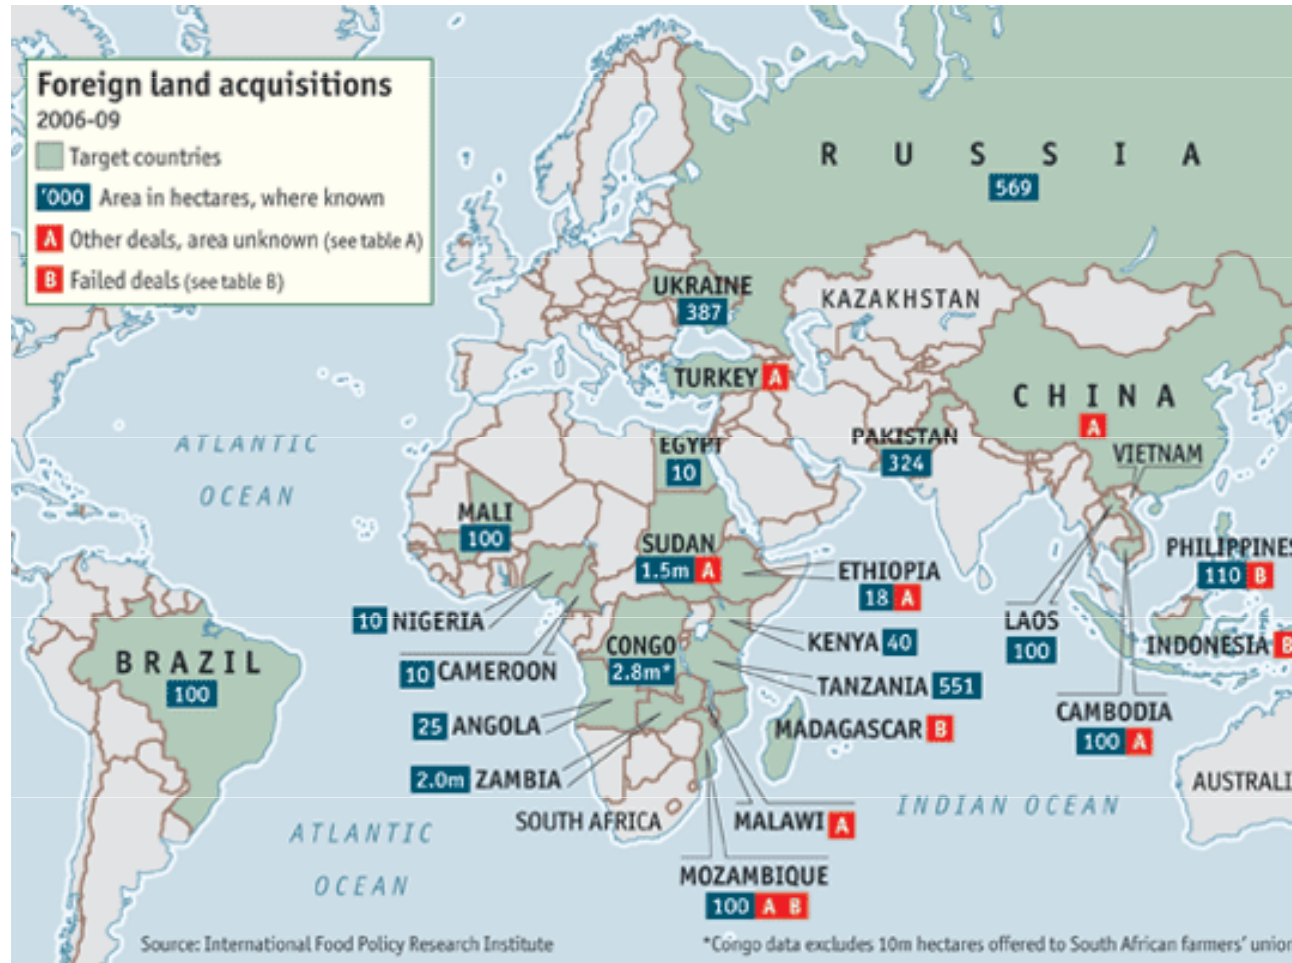 Foreign land acquisitions
2006-09
Target countries
'000 Area in hectares, where known
A Other deals, area unknown (see table A)
B Failed deals (see table B)
R U S S I A
569
UKRAINE
387
KAZAKHSTAN
TURKEY A
C H I N A
A
ATLANTIC
OCEAN
EGYPT
10
PAKISTAN
324
VIETNAM
MALI
100
SUDAN
1.5m A
ETHIOPIA
18 A
PHILIPPINES
110 B
10 NIGERIA
KENYA 40
LAOS
100
INDONESIA B
BRAZIL
100
10 CAMEROON
CONGO
2.8m*
TANZANIA 551
25 ANGOLA
MADAGASCAR B
CAMBODIA
100 A
2.0m ZAMBIA
AUSTRALI
SOUTH AFRICA
MALAWI A
INDIAN OCEAN
ATLANTIC
OCEAN
MOZAMBIQUE
100 A B
Source: International Food Policy Research Institute
*Congo data excludes 10m hectares offered to South African farmers' union